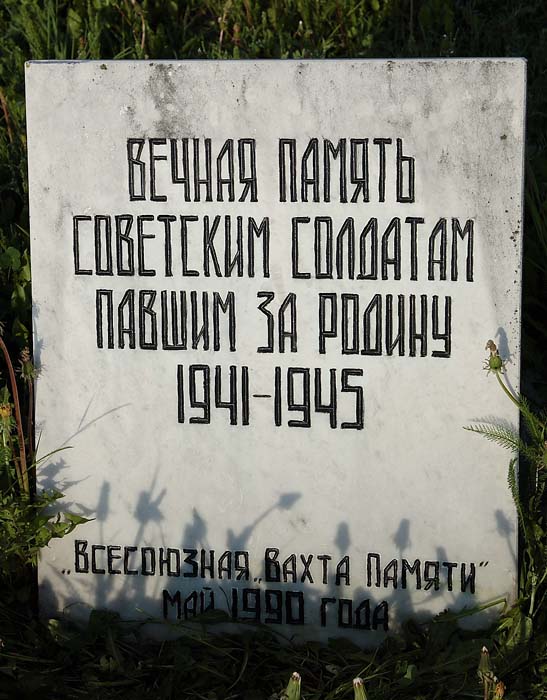 ВЕЧНАЯ ПАМЯТЬ
СОВЕТСКИМ СОЛДАТАМ
ПАВШИМ ЗА РОДИНУ
1941-1945
„ВСЕСОЮЗНАЯ „ВАХТА ПАМЯТИ"
МАЙ 1990 ГОДА